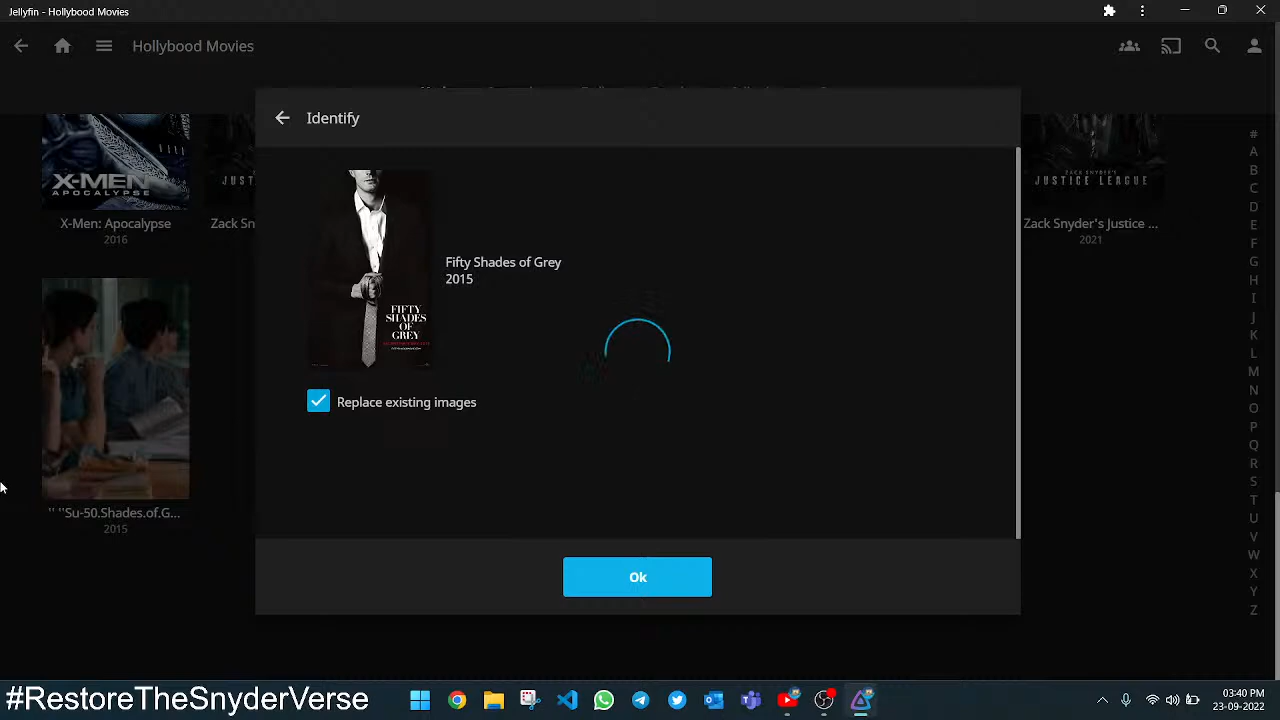 Jellyfin - Hollybood Movies
Hollybood Movies
Identify
X-MEN
APOCALYPSE
X-Men: Apocalypse
2016
JUST
Zack Sn
ZACK SNYDER'S
JUSTICE LEAGUE
Zack Snyder's Justice ...
2021
FIFTY
SHADES
OF
GREY
Fifty Shades of Grey
2015
Replace existing images
'' ''Su-50.Shades.of.G...
2015
Ok
#
A
B
C
D
E
F
G
H
I
J
K
L
M
N
O
P
Q
R
S
T
U
V
W
X
Y
Z
#RestoreTheSnyderVerse
03:40 PM
23-09-2022